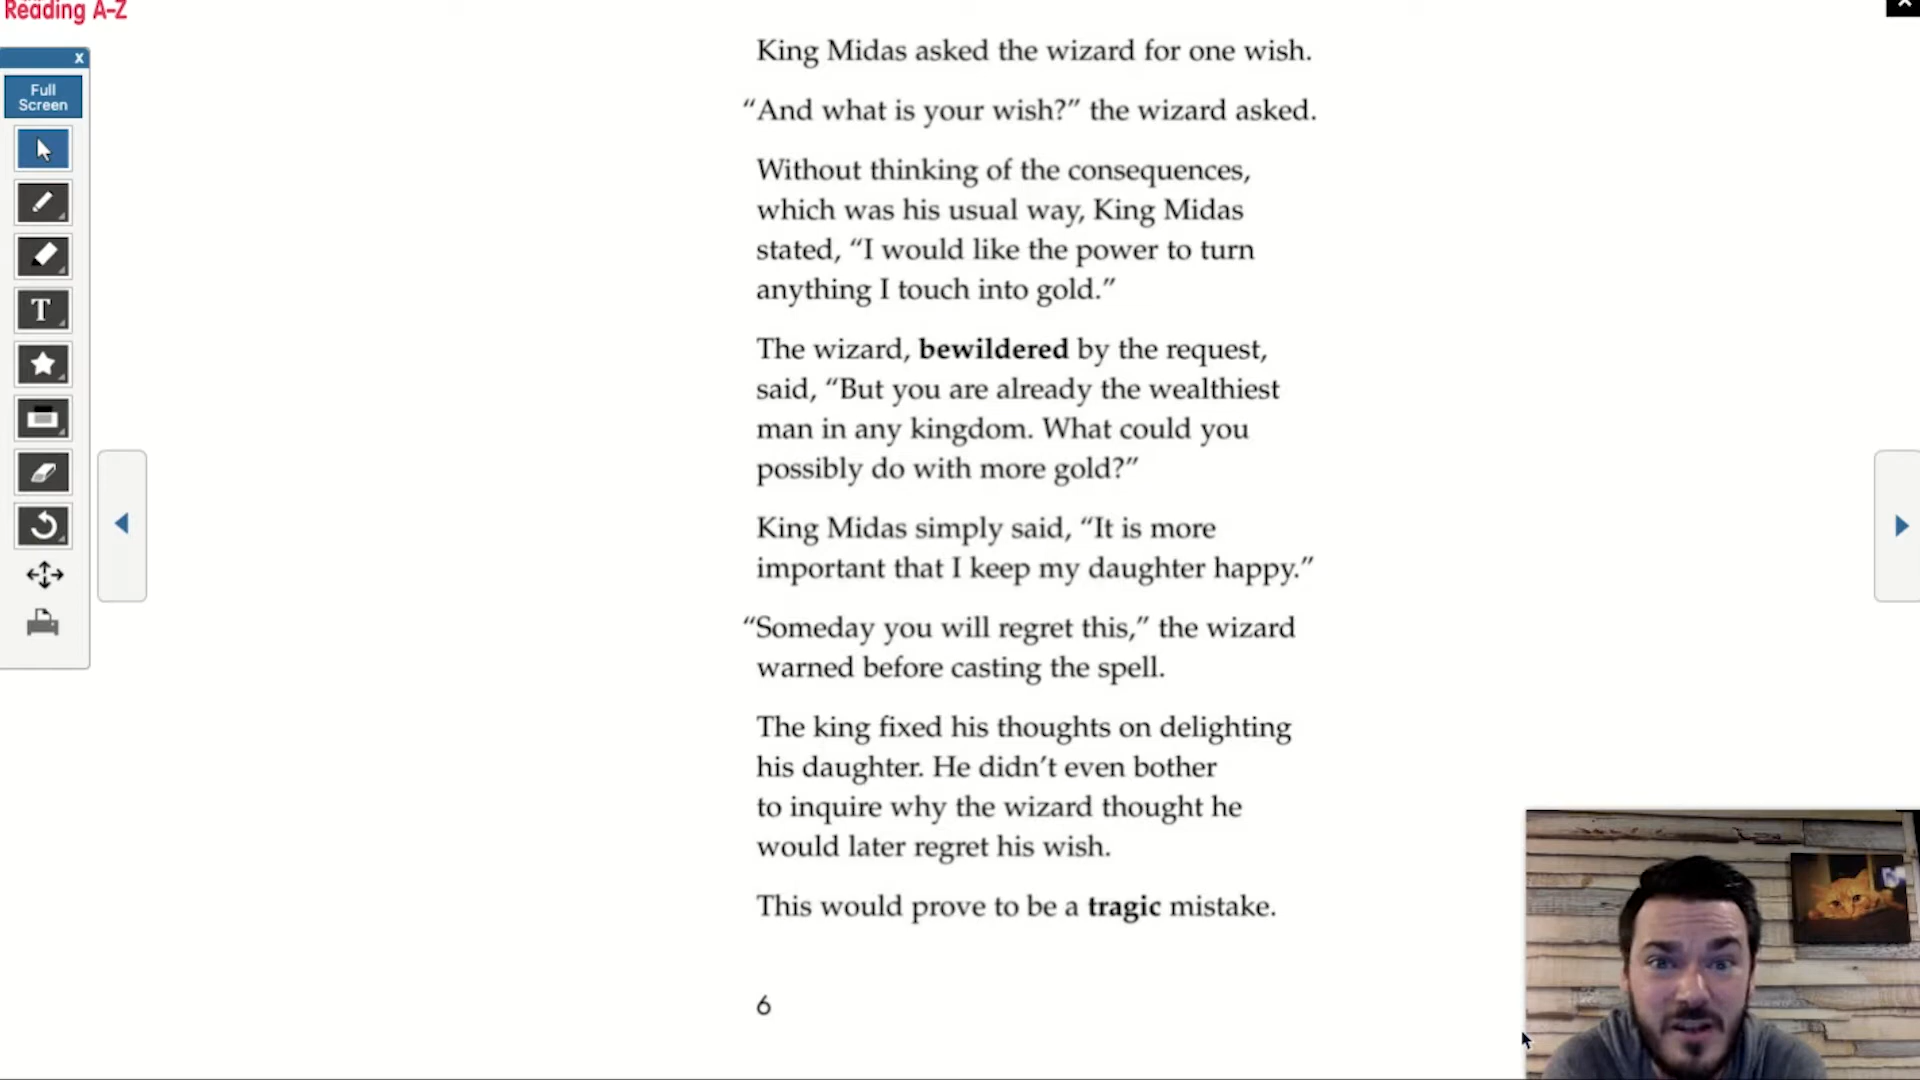 Reading A-Z
x
Full
Screen
T
King Midas asked the wizard for one wish.
“And what is your wish?” the wizard asked.
Without thinking of the consequences,
which was his usual way, King Midas
stated, “I would like the power to turn
anything I touch into gold.”
The wizard, bewildered by the request,
said, “But you are already the wealthiest
man in any kingdom. What could you
possibly do with more gold?”
King Midas simply said, “It is more
important that I keep my daughter happy.”
“Someday you will regret this,” the wizard
warned before casting the spell.
The king fixed his thoughts on delighting
his daughter. He didn’t even bother
to inquire why the wizard thought he
would later regret his wish.
This would prove to be a tragic mistake.
6